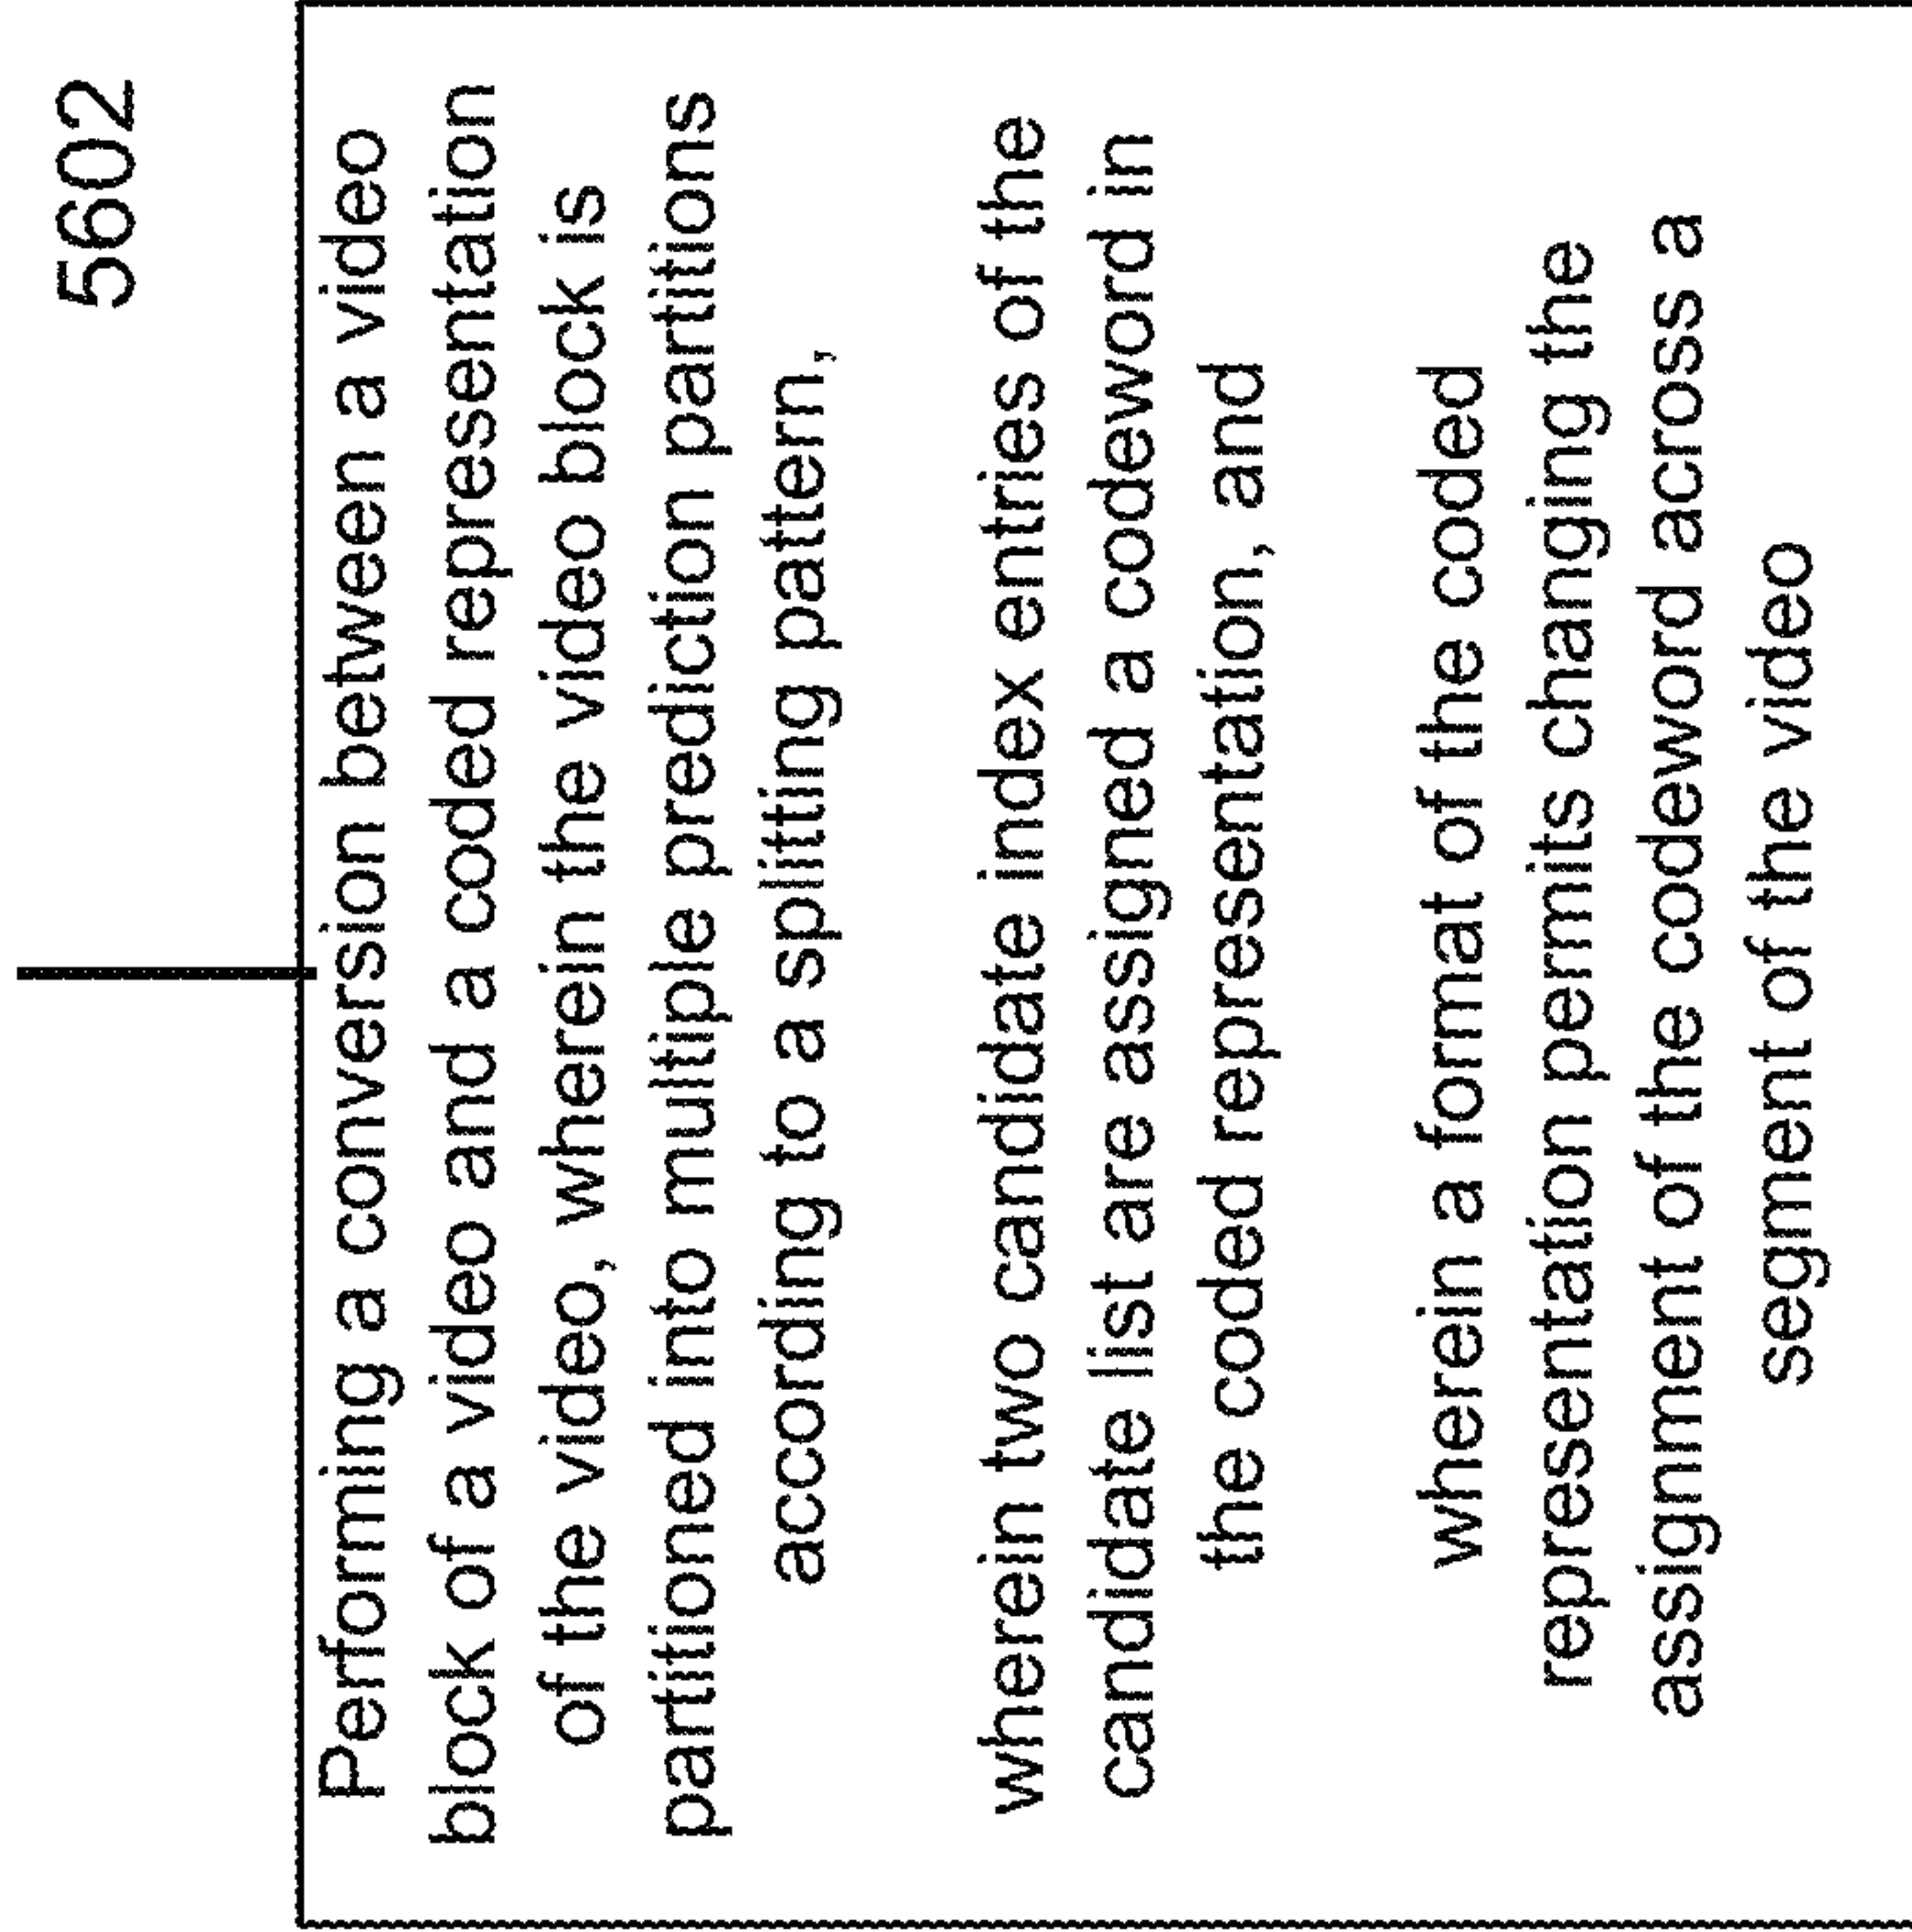 5602
Performing a conversion between a video
block of a video and a coded representation
of the video, wherein the video block is
partitioned into multiple prediction partitions
according to a splitting pattern,
wherein two candidate index entries of the
candidate list are assigned a codeword in
the coded representation, and
wherein a format of the coded
representation permits changing the
assignment of the codeword across a
segment of the video